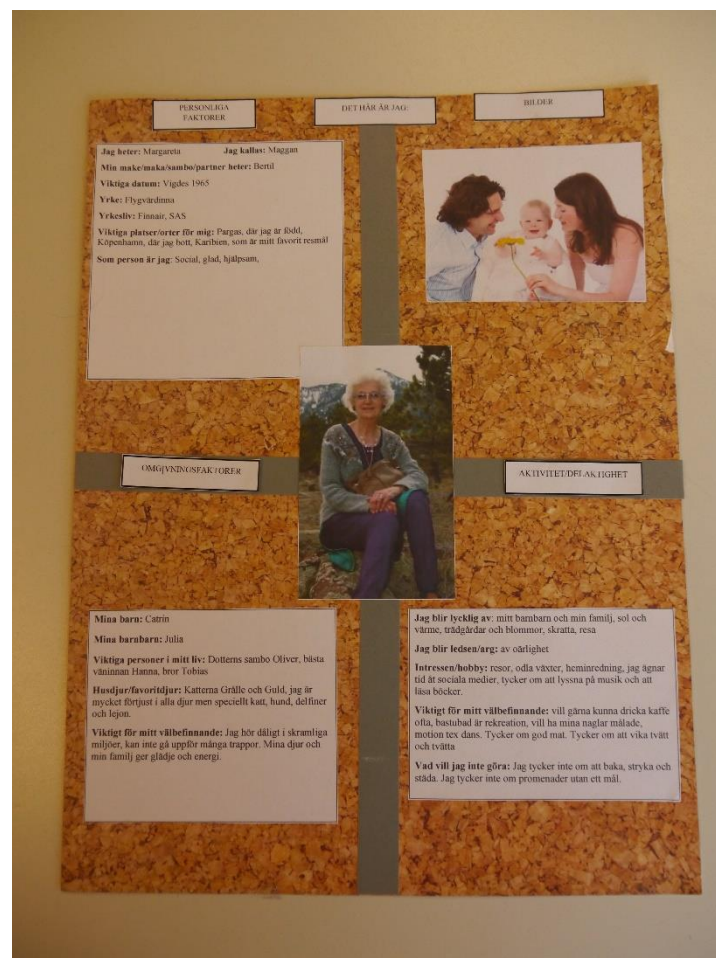 PERSONLIGA
FAKTORER
DET HÄR ÄR JAG:
BILDER
Jag heter: Margareta Jag kallas: Maggan
Min make/maka/sambo/partner heter: Bertil
Viktiga datum: Vigdes 1965
Yrke: Flygvärdinna
Yrkesliv: Finnair, SAS
Viktiga platser/orter för mig: Pargas, där jag är född,
Köpenhamn, där jag bott, Karibien, som är mitt favorit resmål
Som person är jag: Social, glad, hjälpsam,
OMGIVNINGSFAKTORER
AKTIVITET/DELAKTIGHET
Mina barn: Catrin
Mina barnbarn: Julia
Viktiga personer i mitt liv: Dotterns sambo Oliver, bästa
väninnan Hanna, bror Tobias
Husdjur/favoritdjur: Katterna Grålle och Guld, jag är
mycket förtjust i alla djur men speciellt katt, hund, delfiner
och lejon.
Viktigt för mitt välbefinnande: Jag hör dåligt i skramliga
miljöer, kan inte gå uppför många trappor. Mina djur och
min familj ger glädje och energi.
Jag blir lycklig av: mitt barnbarn och min familj, sol och
värme, trädgårdar och blommor, skratta, resa
Jag blir ledsen/arg: av oärlighet
Intressen/hobby: resor, odla växter, heminredning, jag ägnar
tid åt sociala medier, tycker om att lyssna på musik och att
läsa böcker.
Viktigt för mitt välbefinnande: vill gärna kunna dricka kaffe
ofta, bastubad är rekreation, vill ha mina naglar målade,
motion tex dans. Tycker om god mat. Tycker om att vika tvätt
och tvätta
Vad vill jag inte göra: Jag tycker inte om att baka, stryka och
städa. Jag tycker inte om promenader utan ett mål.